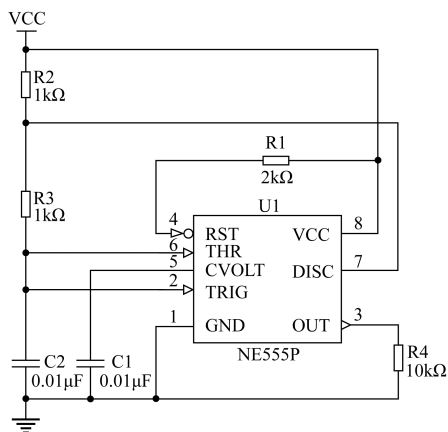 VCC
R2
1kΩ
R1
2kΩ
R3
1kΩ
U1
4
RST
VCC
8
6
THR
5
CVOLT
DISC
7
2
TRIG
3
1
GND
OUT
NE555P
C2
0.01μF
C1
0.01μF
R4
10kΩ